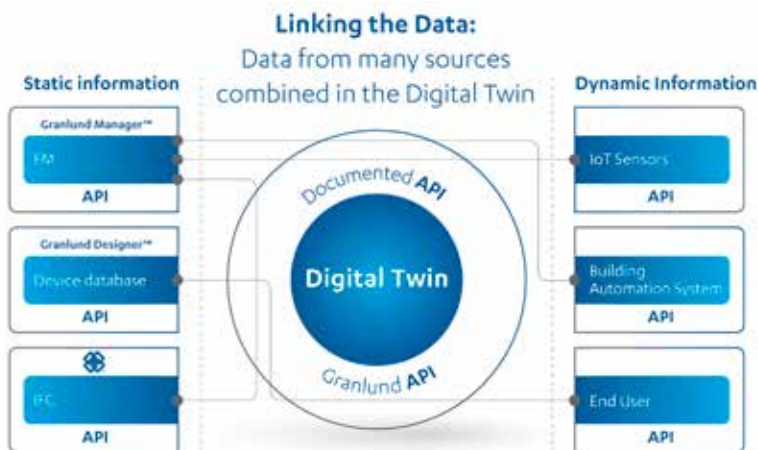 Linking the Data:
Data from many sources
combined in the Digital Twin
Static information
Granlund Manager™
FM
API
Granlund Designer™
Device database
API
IFC
API
Documented API
Digital Twin
Granlund API
Dynamic Information
IoT Sensors
API
Building
Automation System
API
End User
API